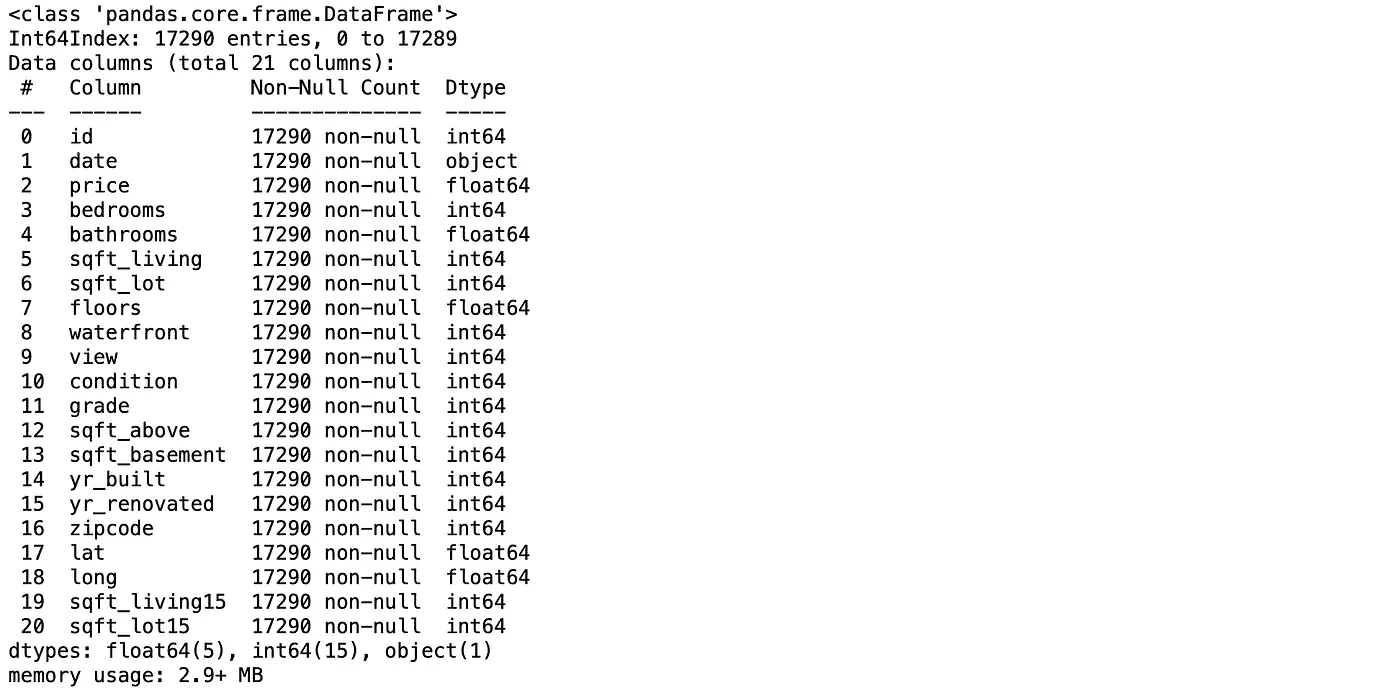 <class 'pandas.core.frame.DataFrame'>
Int64Index: 17290 entries, 0 to 17289
Data columns (total 21 columns):
 #   Column         Non-Null Count  Dtype
---  ------         --------------  -----
 0   id             17290 non-null  int64
 1   date           17290 non-null  object
 2   price          17290 non-null  float64
 3   bedrooms       17290 non-null  int64
 4   bathrooms      17290 non-null  float64
 5   sqft_living    17290 non-null  int64
 6   sqft_lot       17290 non-null  int64
 7   floors         17290 non-null  float64
 8   waterfront     17290 non-null  int64
 9   view           17290 non-null  int64
 10  condition      17290 non-null  int64
 11  grade          17290 non-null  int64
 12  sqft_above     17290 non-null  int64
 13  sqft_basement  17290 non-null  int64
 14  yr_built       17290 non-null  int64
 15  yr_renovated   17290 non-null  int64
 16  zipcode        17290 non-null  int64
 17  lat            17290 non-null  float64
 18  long           17290 non-null  float64
 19  sqft_living15  17290 non-null  int64
 20  sqft_lot15     17290 non-null  int64
dtypes: float64(5), int64(15), object(1)
memory usage: 2.9+ MB